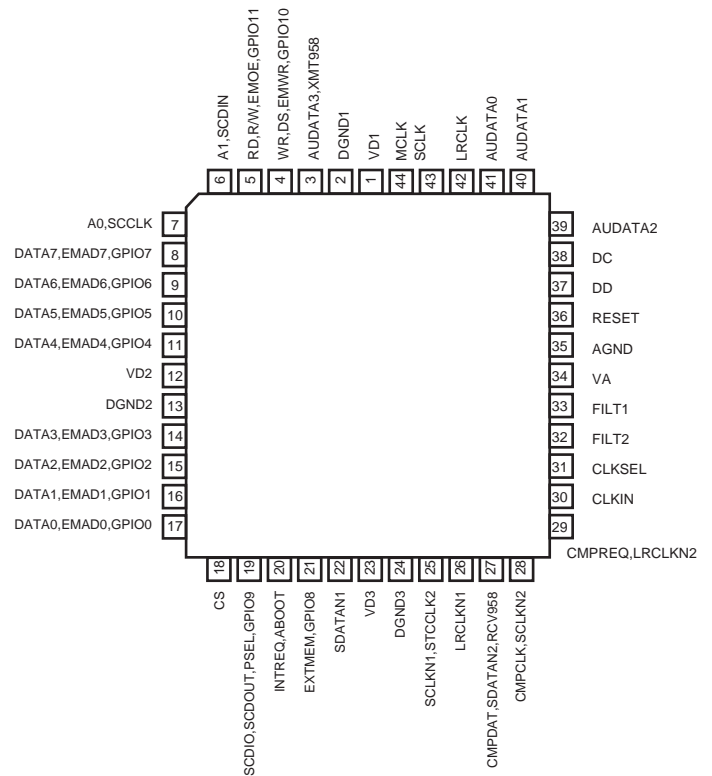 A1,SCDIN
RD,R/W,EMOE,GPIO11
WR,DS,EMWR,GPIO10
AUDATA3,XMT958
DGND1
VD1
MCLK
SCLK
LRCLK
AUDATA0
AUDATA1
6
5
4
3
2
1
44
43
42
41
40
A0,SCCLK
7
DATA7,EMAD7,GPIO7
8
DATA6,EMAD6,GPIO6
9
DATA5,EMAD5,GPIO5
10
DATA4,EMAD4,GPIO4
11
VD2
12
DGND2
13
DATA3,EMAD3,GPIO3
14
DATA2,EMAD2,GPIO2
15
DATA1,EMAD1,GPIO1
16
DATA0,EMAD0,GPIO0
17
39
AUDATA2
38
DC
37
DD
36
RESET
35
AGND
34
VA
33
FILT1
32
FILT2
31
CLKSEL
30
CLKIN
29
CMPREQ,LRCLKN2
18
19
20
21
22
23
24
25
26
27
28
CS
SCDIO,SCDOUT,PSEL,GPIO9
INTREQ,ABOOT
EXTMEM,GPIO8
SDATAN1
VD3
DGND3
SCLKN1,STCCLK2
LRCLKN1
CMPDAT,SDATAN2,RCV958
CMPCLK,SCLKN2